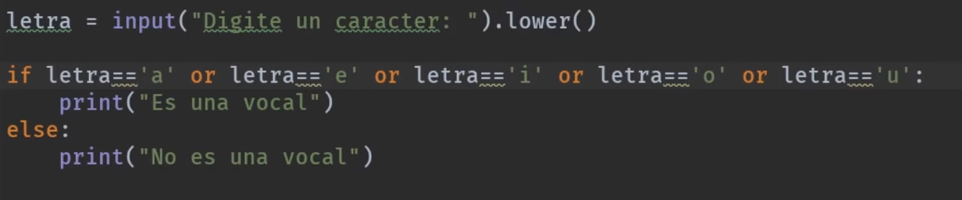 letra = input("Digite un caracter: ").lower()
if letra=='a' or letra=='e' or letra=='i' or letra=='o' or letra=='u':
    print("Es una vocal")
else:
    print("No es una vocal")